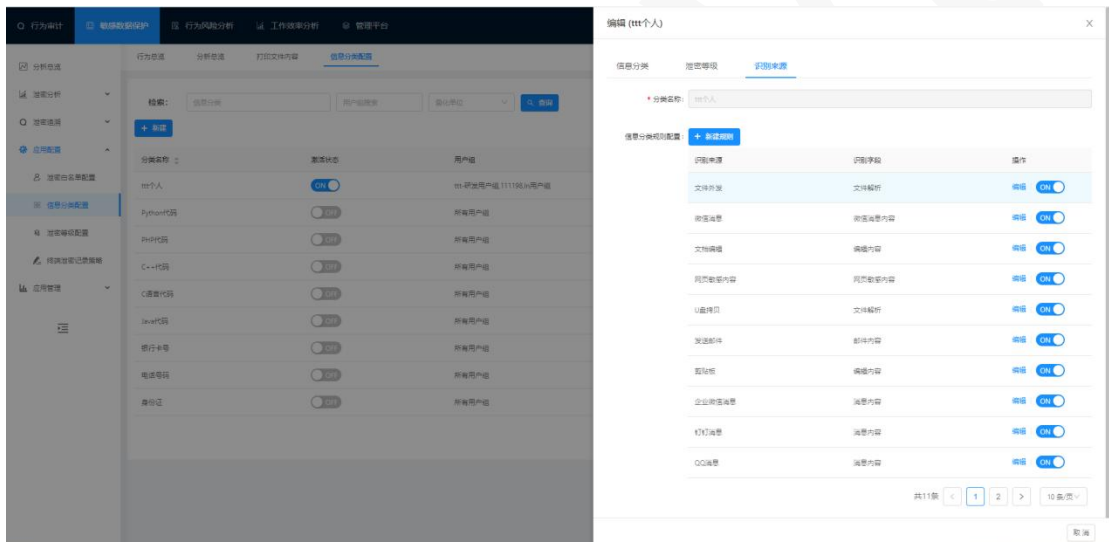 行为审计 敏感数据保护 行为风险分析 工作效率分析 管理平台
行为总览 分析总览 打印文件内容 信息分类配置
分析总览
泄密分析
泄密追溯
应用配置
泄密白名单配置
信息分类配置
泄密等级配置
终端泄密记录策略
应用管理
检索： 信息分类 查询
+ 新建
分类名称 激活状态 用户组
ttt个人 ON ttt-研发用户组,111198,lm用户组
Python代码 OFF 所有用户组
PHP代码 OFF 所有用户组
C++代码 OFF 所有用户组
C语言代码 OFF 所有用户组
Java代码 OFF 所有用户组
银行卡号 OFF 所有用户组
电话号码 OFF 所有用户组
身份证 OFF 所有用户组
编辑 (ttt个人)
信息分类 泄密等级 识别来源
* 分类名称： ttt个人
信息分类规则配置： + 新建规则
识别来源 识别字段 操作
文件外发 文件解析 编辑 ON
微信消息 微信消息内容 编辑 ON
文档编辑 编辑内容 编辑 ON
网页敏感内容 网页敏感内容 编辑 ON
U盘拷贝 文件解析 编辑 ON
发送邮件 邮件内容 编辑 ON
剪贴板 编辑内容 编辑 ON
企业微信消息 消息内容 编辑 ON
钉钉消息 消息内容 编辑 ON
QQ消息 消息内容 编辑 ON
共11条 < 1 2 > 10 条/页
取消